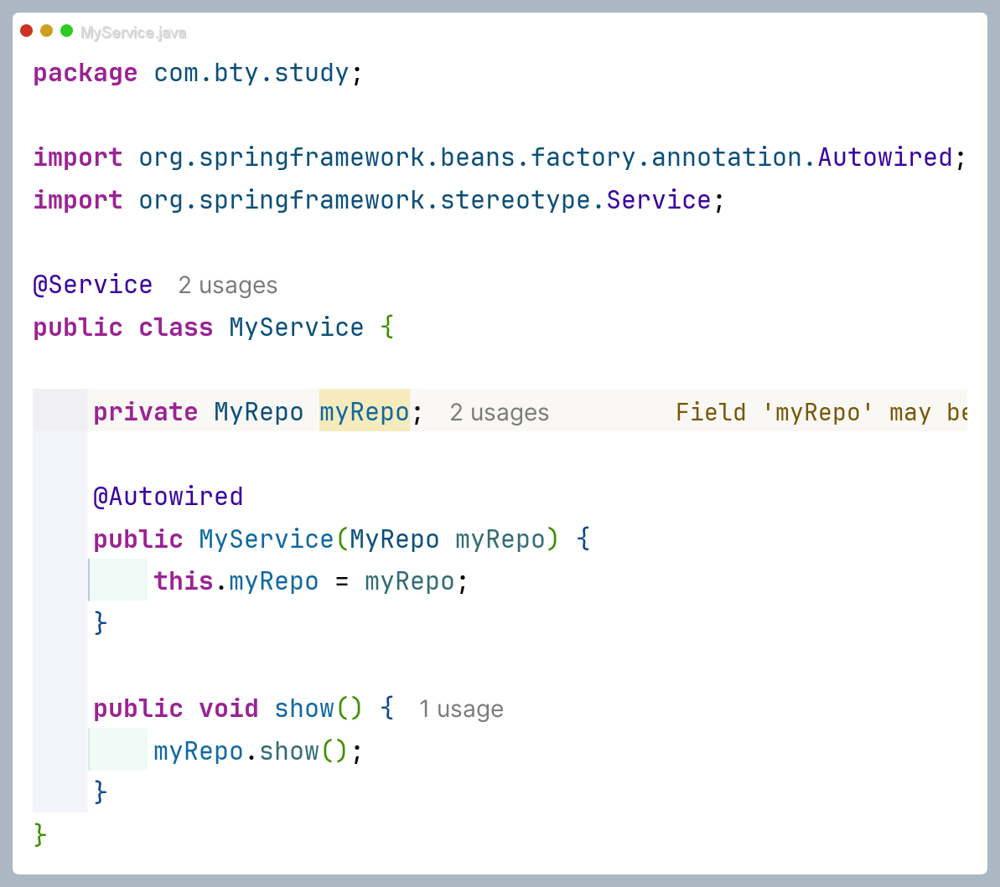 MyService.java
package com.bty.study;
import org.springframework.beans.factory.annotation.Autowired;
import org.springframework.stereotype.Service;
@Service 2 usages
public class MyService {
private MyRepo myRepo; 2 usages Field 'myRepo' may be
@Autowired
public MyService(MyRepo myRepo) {
this.myRepo = myRepo;
}
public void show() { 1 usage
myRepo.show();
}
}